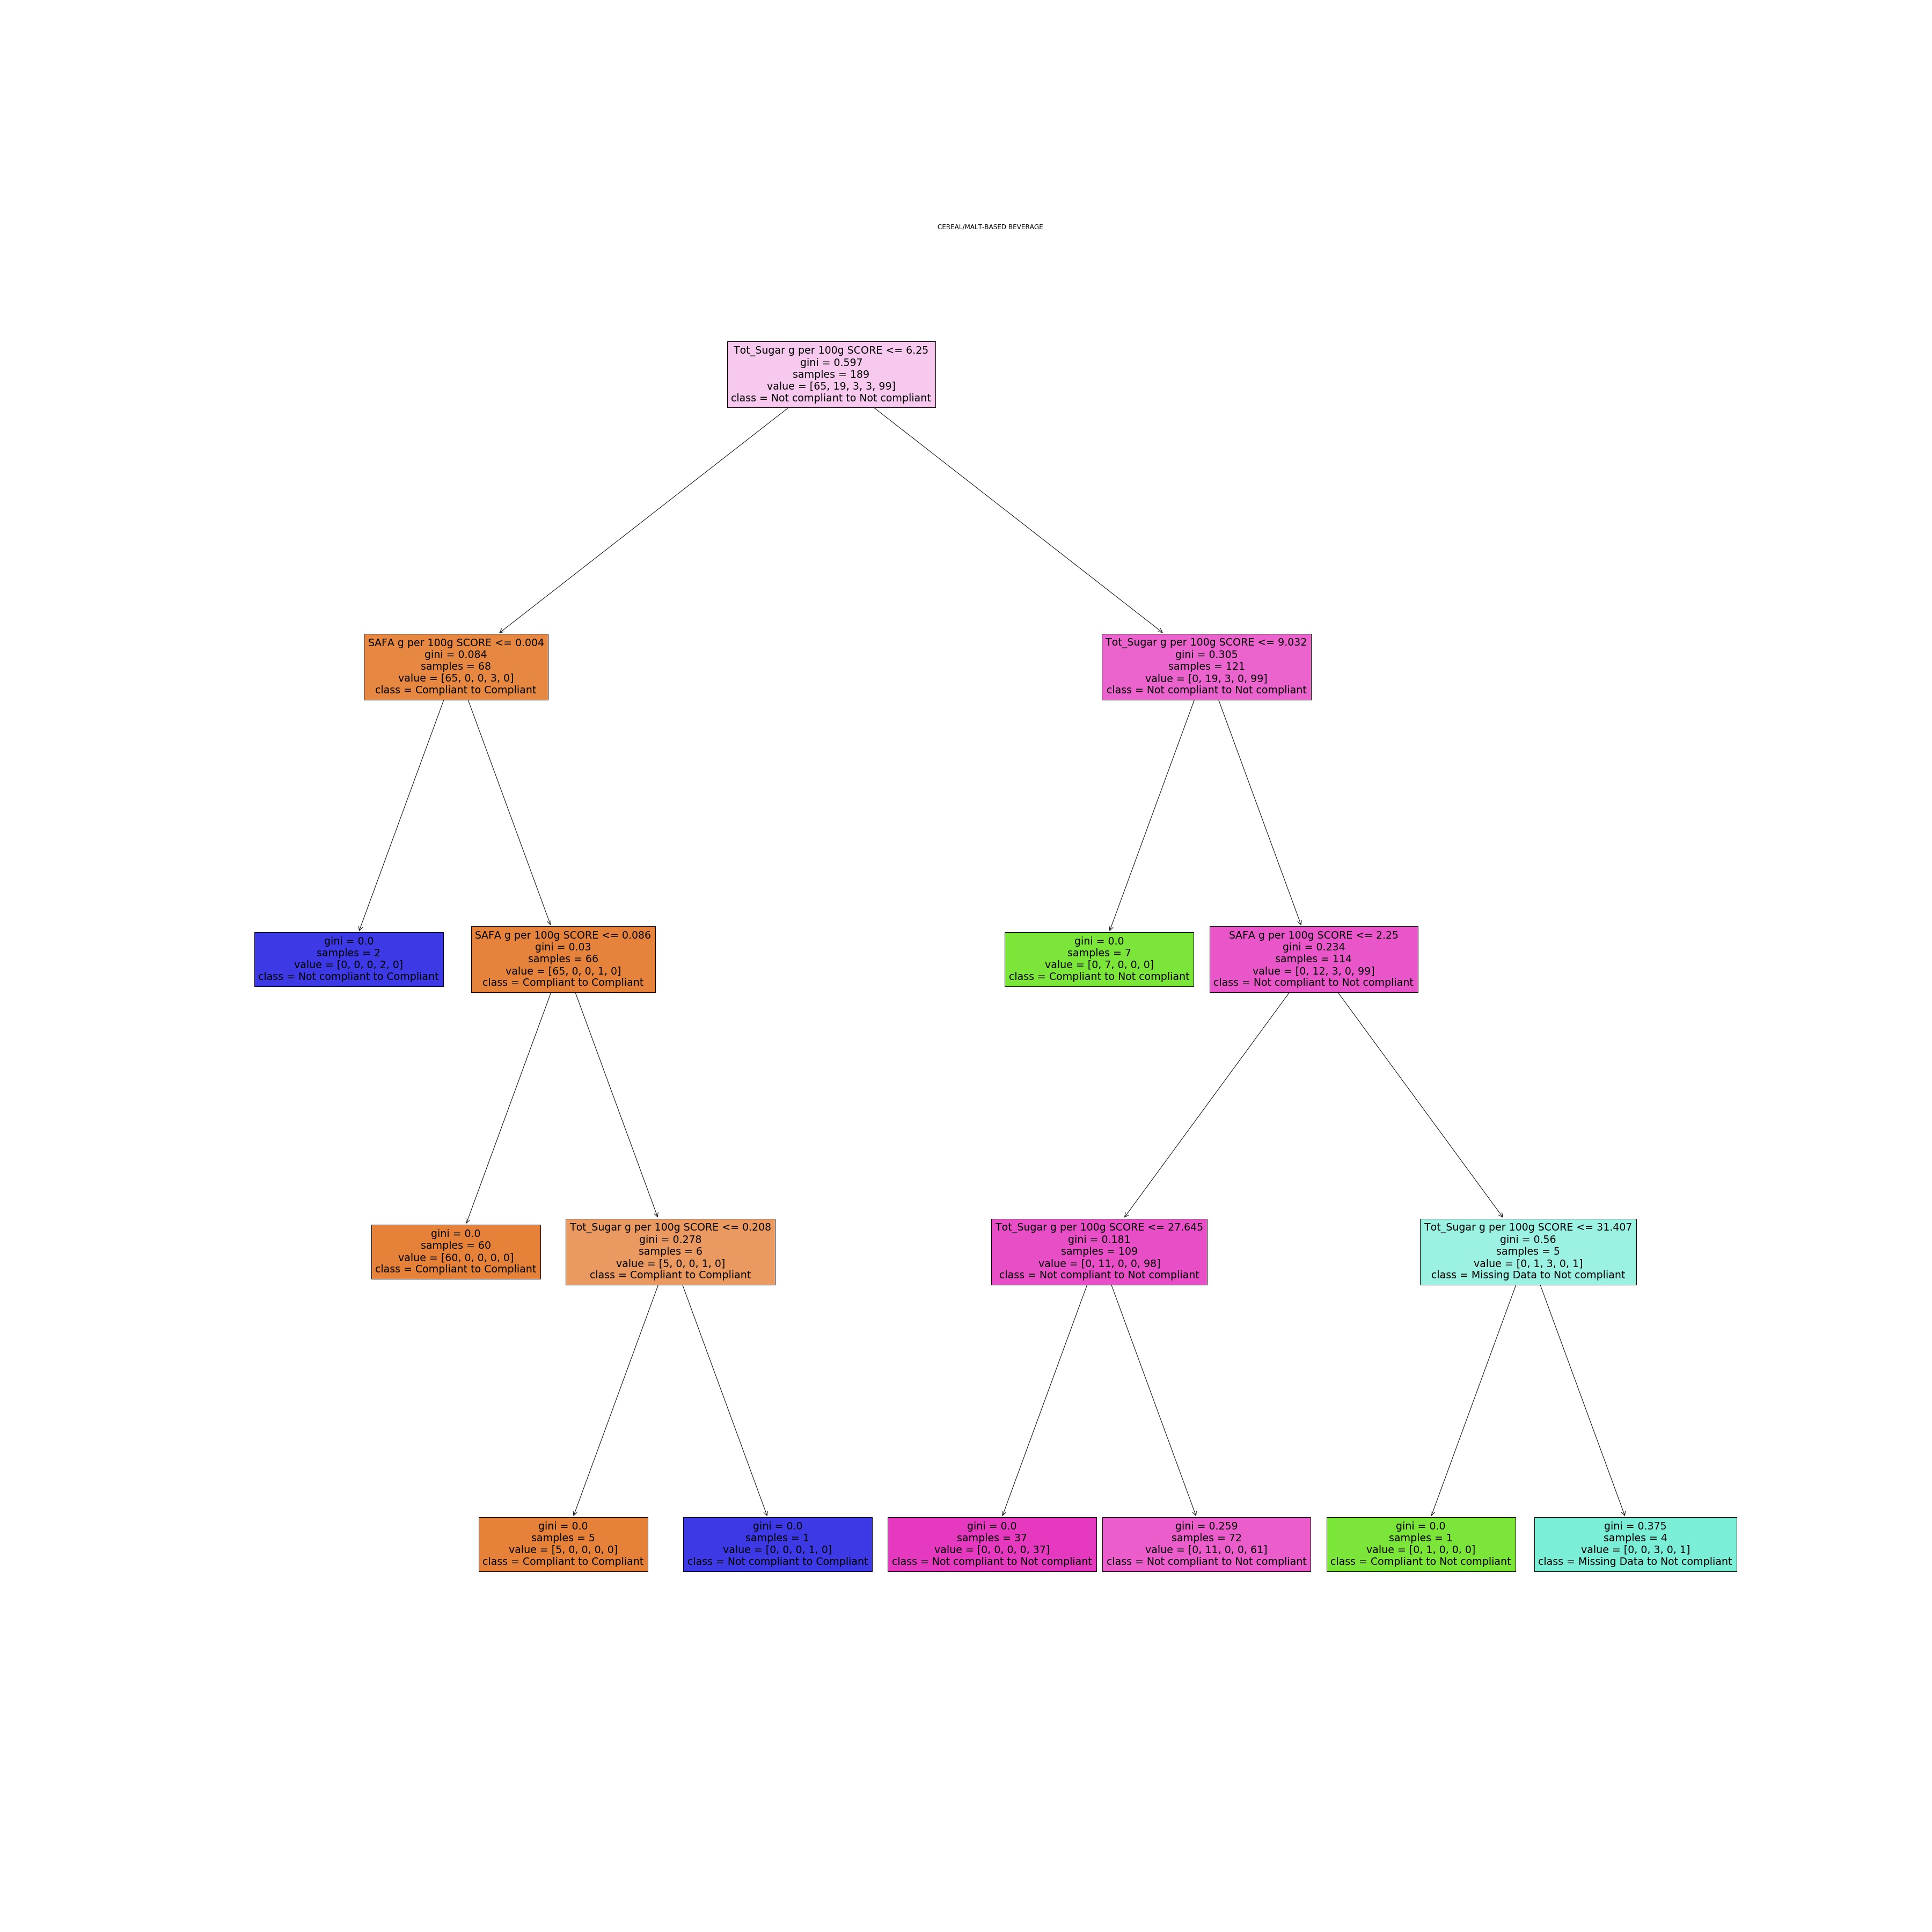 CEREAL/MALT-BASED BEVERAGE
Tot_Sugar g per 100g SCORE <= 6.25
gini = 0.597
samples = 189
value = [65, 19, 3, 3, 99]
class = Not compliant to Not compliant
SAFA g per 100g SCORE <= 0.004
gini = 0.084
samples = 68
value = [65, 0, 0, 3, 0]
class = Compliant to Compliant
Tot_Sugar g per 100g SCORE <= 9.032
gini = 0.305
samples = 121
value = [0, 19, 3, 0, 99]
class = Not compliant to Not compliant
gini = 0.0
samples = 2
value = [0, 0, 0, 2, 0]
class = Not compliant to Compliant
SAFA g per 100g SCORE <= 0.086
gini = 0.03
samples = 66
value = [65, 0, 0, 1, 0]
class = Compliant to Compliant
gini = 0.0
samples = 7
value = [0, 7, 0, 0, 0]
class = Compliant to Not compliant
SAFA g per 100g SCORE <= 2.25
gini = 0.234
samples = 114
value = [0, 12, 3, 0, 99]
class = Not compliant to Not compliant
gini = 0.0
samples = 60
value = [60, 0, 0, 0, 0]
class = Compliant to Compliant
Tot_Sugar g per 100g SCORE <= 0.208
gini = 0.278
samples = 6
value = [5, 0, 0, 1, 0]
class = Compliant to Compliant
Tot_Sugar g per 100g SCORE <= 27.645
gini = 0.181
samples = 109
value = [0, 11, 0, 0, 98]
class = Not compliant to Not compliant
Tot_Sugar g per 100g SCORE <= 31.407
gini = 0.56
samples = 5
value = [0, 1, 3, 0, 1]
class = Missing Data to Not compliant
gini = 0.0
samples = 5
value = [5, 0, 0, 0, 0]
class = Compliant to Compliant
gini = 0.0
samples = 1
value = [0, 0, 0, 1, 0]
class = Not compliant to Compliant
gini = 0.0
samples = 37
value = [0, 0, 0, 0, 37]
class = Not compliant to Not compliant
gini = 0.259
samples = 72
value = [0, 11, 0, 0, 61]
class = Not compliant to Not compliant
gini = 0.0
samples = 1
value = [0, 1, 0, 0, 0]
class = Compliant to Not compliant
gini = 0.375
samples = 4
value = [0, 0, 3, 0, 1]
class = Missing Data to Not compliant